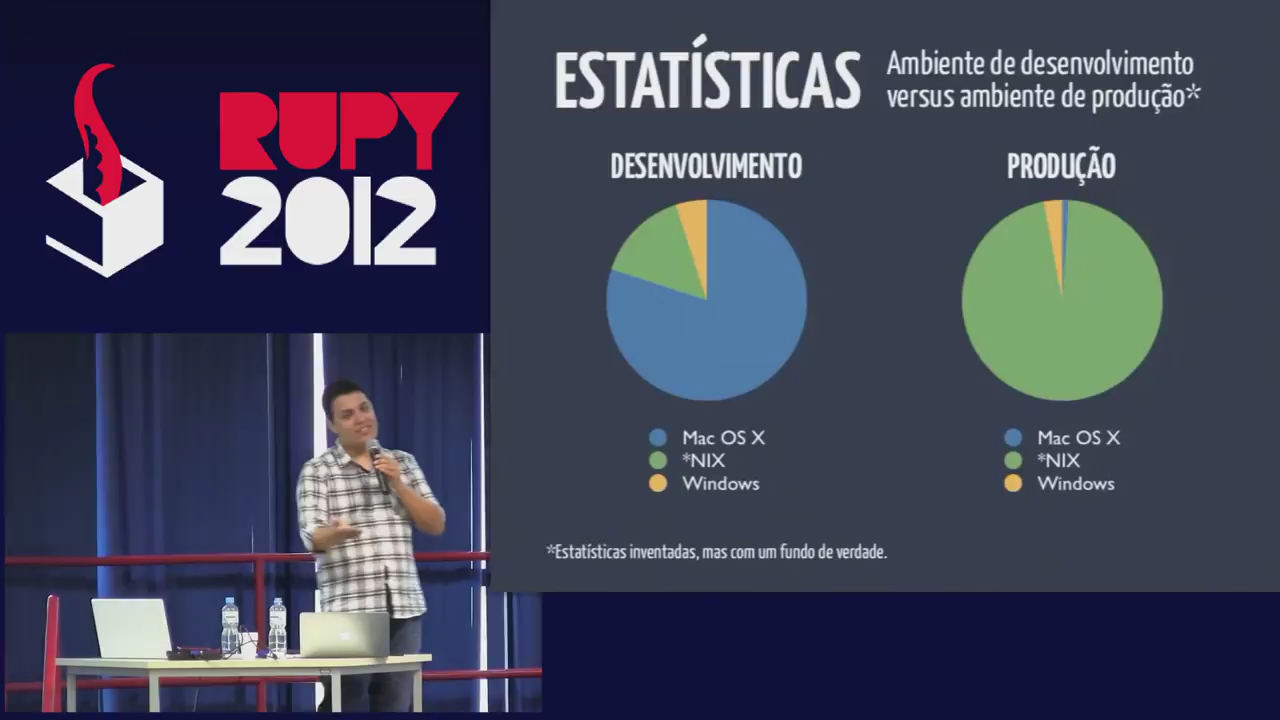 RUPY
2012
ESTATÍSTICAS
Ambiente de desenvolvimento
versus ambiente de produção*
DESENVOLVIMENTO
PRODUÇÃO
Mac OS X
*NIX
Windows
Mac OS X
*NIX
Windows
*Estatísticas inventadas, mas com um fundo de verdade.